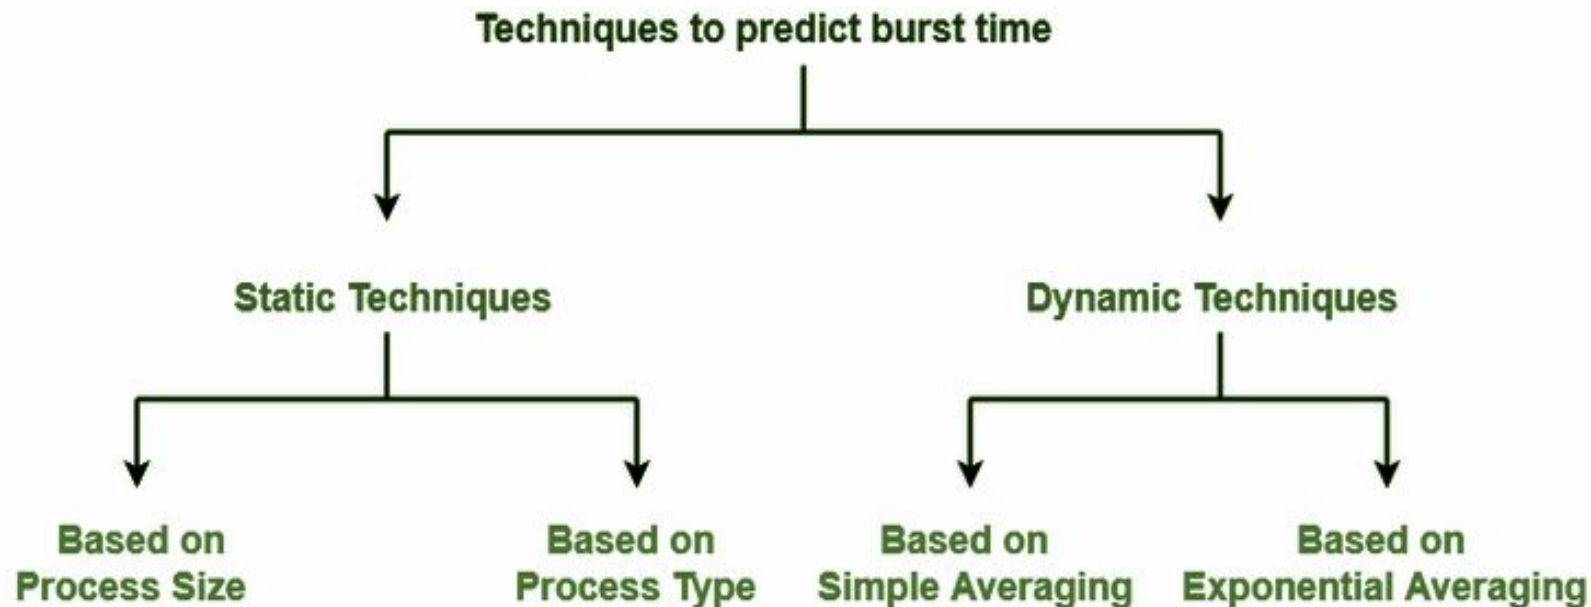 Techniques to predict burst time
Static Techniques
Dynamic Techniques
Based on
Process Size
Based on
Process Type
Based on
Simple Averaging
Based on
Exponential Averaging